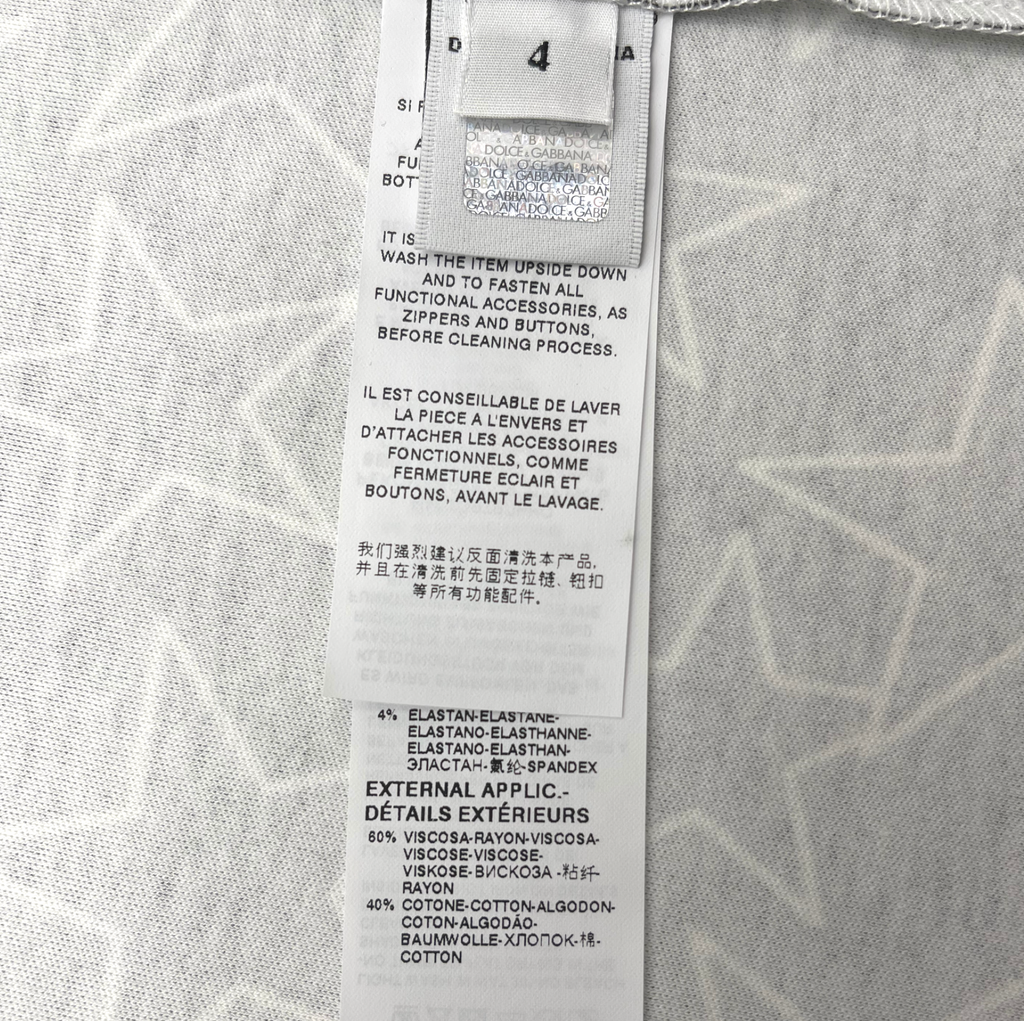 4
DOLCE & GABBANA
IT IS
WASH THE ITEM UPSIDE DOWN
AND TO FASTEN ALL
FUNCTIONAL ACCESSORIES, AS
ZIPPERS AND BUTTONS,
BEFORE CLEANING PROCESS.
IL EST CONSEILLABLE DE LAVER
LA PIECE A L'ENVERS ET
D'ATTACHER LES ACCESSOIRES
FONCTIONNELS, COMME
FERMETURE ECLAIR ET
BOUTONS, AVANT LE LAVAGE.
我们强烈建议反面清洗本产品,
并且在清洗前先固定拉链、钮扣
等所有功能配件。
4% ELASTAN-ELASTANE-
ELASTANO-ELASTHANNE-
ELASTANO-ELASTHAN-
ЭЛАСТАН-氨纶-SPANDEX
EXTERNAL APPLIC.-
DÉTAILS EXTÉRIEURS
60% VISCOSA-RAYON-VISCOSA-
VISCOSE-VISCOSE-
VISKOSE-ВИСКОЗА -粘纤-
RAYON
40% COTONE-COTTON-ALGODON-
COTON-ALGODÃO-
BAUMWOLLE-ХЛОПОК-棉-
COTTON